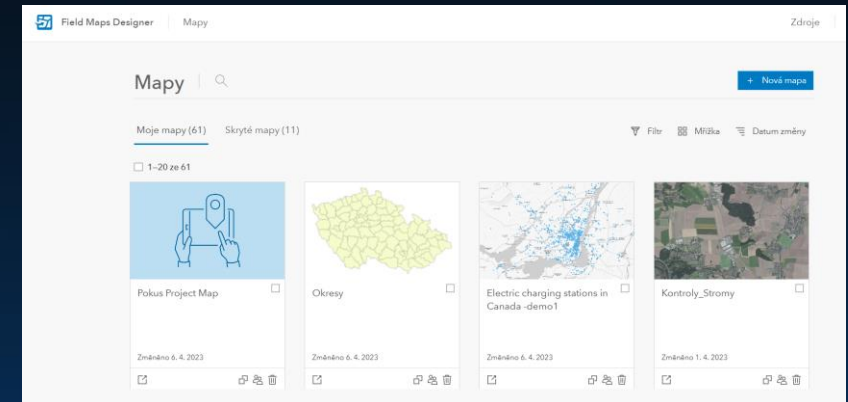 Field Maps Designer Mapy Zdroje
Mapy + Nová mapa
Moje mapy (61) Skryté mapy (11) Filtr Mřížka Datum změny
1–20 ze 61
Pokus Project Map
Okresy
Electric charging stations in
Canada -demo1
Kontroly_Stromy
Změněno 6. 4. 2023
Změněno 6. 4. 2023
Změněno 6. 4. 2023
Změněno 1. 4. 2023